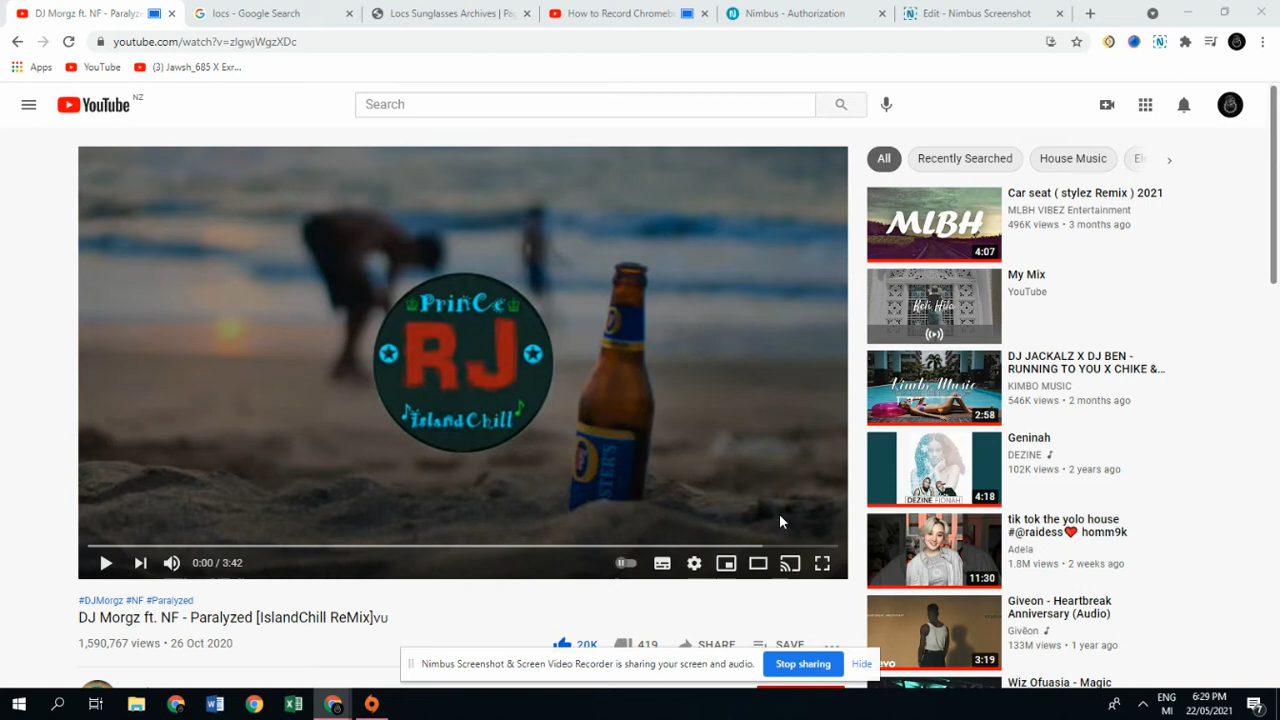 DJ Morgz ft. NF - Paralyz
locs - Google Search
Locs Sunglasses Archives | Pa
How to Record Chromeb
Nimbus - Authorization
Edit - Nimbus Screenshot
youtube.com/watch?v=zIgwjWgzXDc
Apps
YouTube
(3) Jawsh_685 X Exr...
YouTube NZ
Search
PrinCe
RJ
IslandChill
All
Recently Searched
House Music
Ele
MLBH
4:07
Car seat ( stylez Remix ) 2021
MLBH VIBEZ Entertainment
496K views • 3 months ago
My Mix
YouTube
Kimbo Music
2:58
DJ JACKALZ X DJ BEN -
RUNNING TO YOU X CHIKE &...
KIMBO MUSIC
546K views • 2 months ago
DEZINE FIONAH
4:18
Geninah
DEZINE
102K views • 2 years ago
11:30
tik tok the yolo house
#@raidess❤️ homm9k
Adela
1.8M views • 2 weeks ago
evo
3:19
Giveon - Heartbreak
Anniversary (Audio)
Givēon
133M views • 1 year ago
Wiz Ofuasia - Magic
0:00 / 3:42
#DJMorgz #NF #Paralyzed
DJ Morgz ft. NF - Paralyzed [IslandChill ReMix]vu
1,590,767 views • 26 Oct 2020
20K
419
SHARE
SAVE
Nimbus Screenshot & Screen Video Recorder is sharing your screen and audio.
Stop sharing
Hide
ENG
MI
6:29 PM
22/05/2021
7